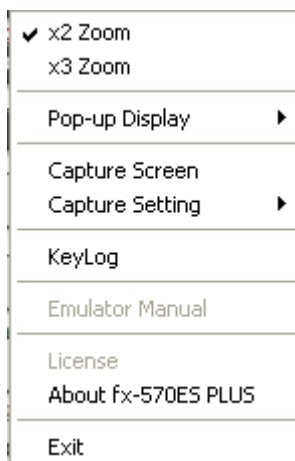 x2 Zoom
x3 Zoom
Pop-up Display
Capture Screen
Capture Setting
KeyLog
Emulator Manual
License
About fx-570ES PLUS
Exit